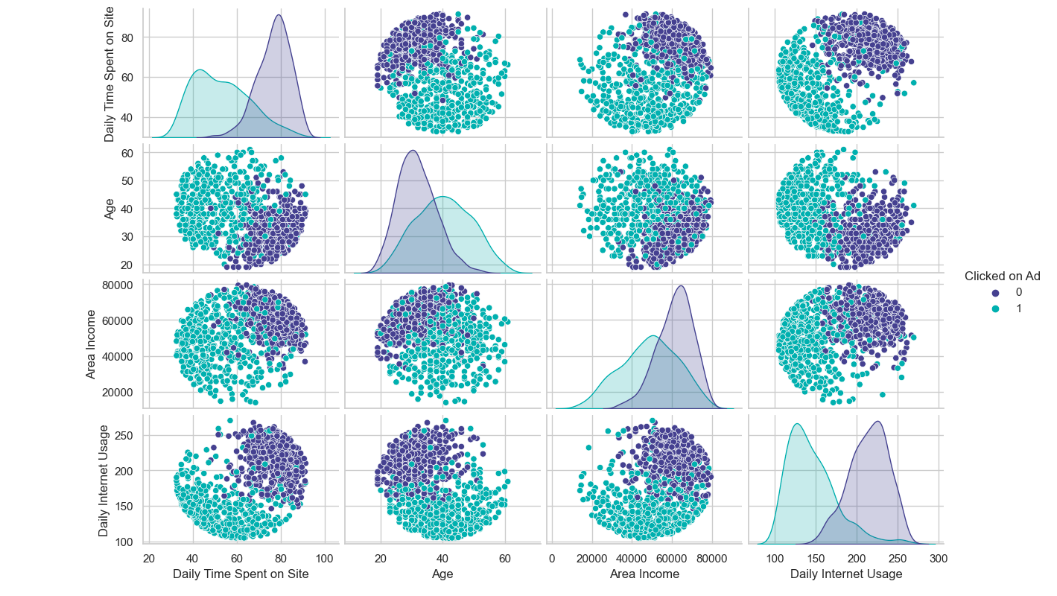 Daily Time Spent on Site
80
60
40
Age
60
50
40
30
20
Area Income
80000
60000
40000
20000
Daily Internet Usage
250
200
150
100
20 40 60 80 100
20 40 60
0 20000 40000 60000 80000
100 150 200 250 300
Daily Time Spent on Site
Age
Area Income
Daily Internet Usage
Clicked on Ad
0
1